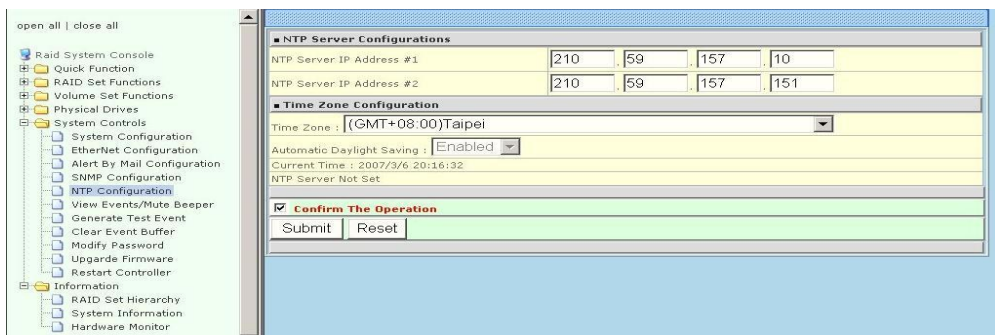 open all | close all
Raid System Console
Quick Function
RAID Set Functions
Volume Set Functions
Physical Drives
System Controls
System Configuration
EtherNet Configuration
Alert By Mail Configuration
SNMP Configuration
NTP Configuration
View Events/Mute Beeper
Generate Test Event
Clear Event Buffer
Modify Password
Upgarde Firmware
Restart Controller
Information
RAID Set Hierarchy
System Information
Hardware Monitor
NTP Server Configurations
NTP Server IP Address #1 210 . 59 . 157 . 10
NTP Server IP Address #2 210 . 59 . 157 . 151
Time Zone Configuration
Time Zone : (GMT+08:00)Taipei
Automatic Daylight Saving : Enabled
Current Time : 2007/3/6 20:16:32
NTP Server Not Set
Confirm The Operation
Submit Reset